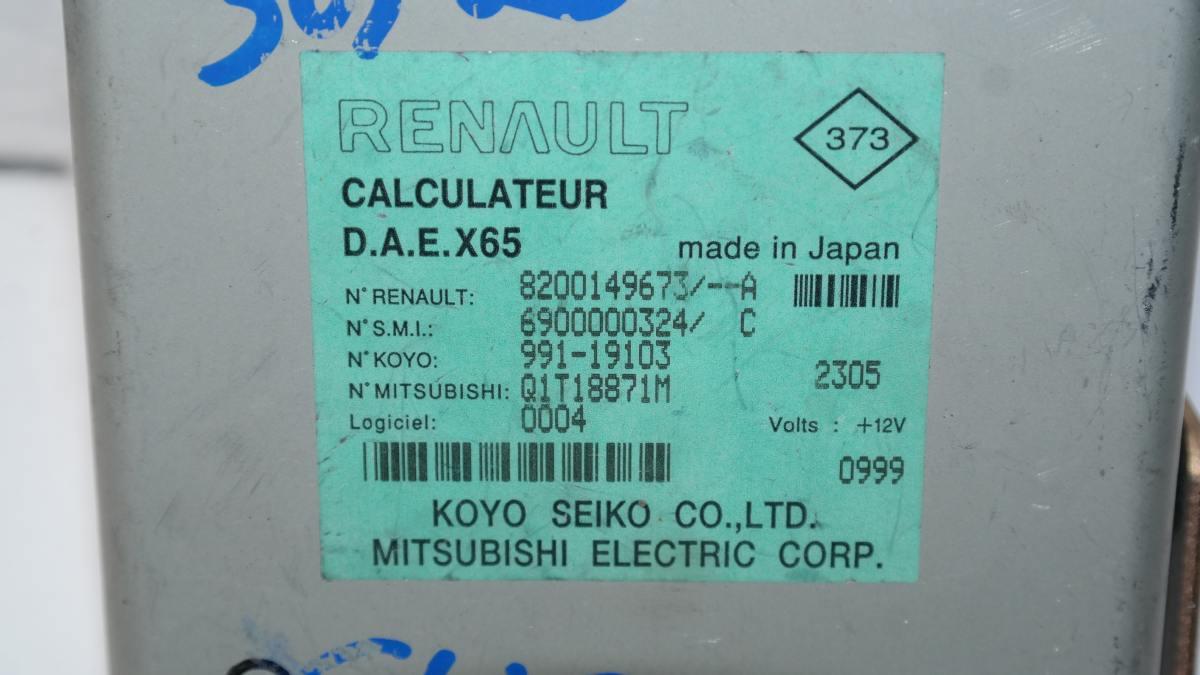 RENAULT
373
CALCULATEUR
D.A.E.X65
made in Japan
N° RENAULT: 8200149673/--A
N° S.M.I.: 6900000324/ C
N° KOYO: 991-19103
2305
N° MITSUBISHI: Q1T18871M
Logiciel: 0004
Volts : +12V
0999
KOYO SEIKO CO.,LTD.
MITSUBISHI ELECTRIC CORP.